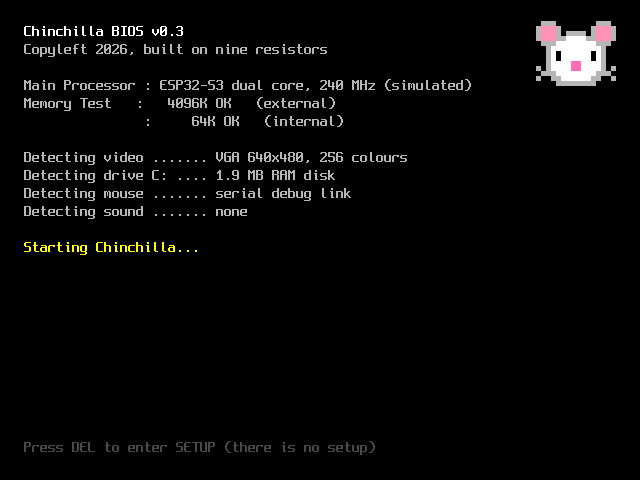 Chinchilla BIOS v0.3
Copyleft 2026, built on nine resistors
Main Processor : ESP32-S3 dual core, 240 MHz (simulated)
Memory Test   :   4096K OK   (external)
               :     64K OK   (internal)
Detecting video ....... VGA 640x480, 256 colours
Detecting drive C: .... 1.9 MB RAM disk
Detecting mouse ....... serial debug link
Detecting sound ....... none
Starting Chinchilla...
Press DEL to enter SETUP (there is no setup)